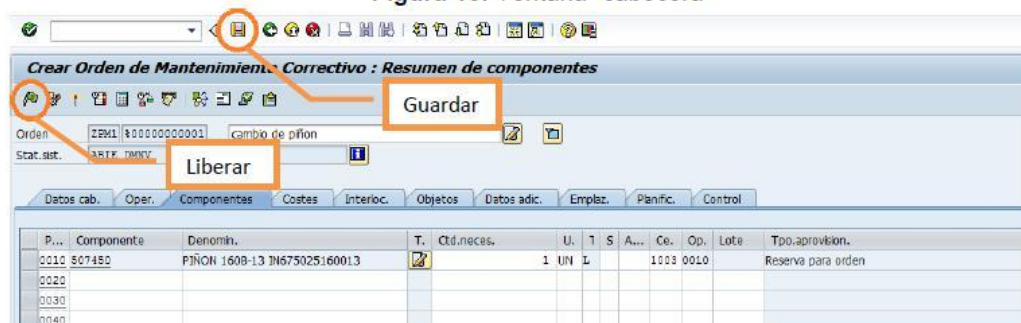 Crear Orden de Mantenimiento Correctivo : Resumen de componentes
Guardar
Orden ZEM1 %00000000001 cambio de piñon
Stat.sist. ABIE DMNV
Liberar
Datos cab. Oper. Componentes Costes Interloc. Objetos Datos adic. Emplaz. Planific. Control
P... Componente Denomin. T. Ctd.neces. U. T S A... Ce. Op. Lote Tpo.aprovision.
0010 507450 PIÑON 1608-13 IN675025160013 1 UN L 1003 0010 Reserva para orden
0020
0030
0040